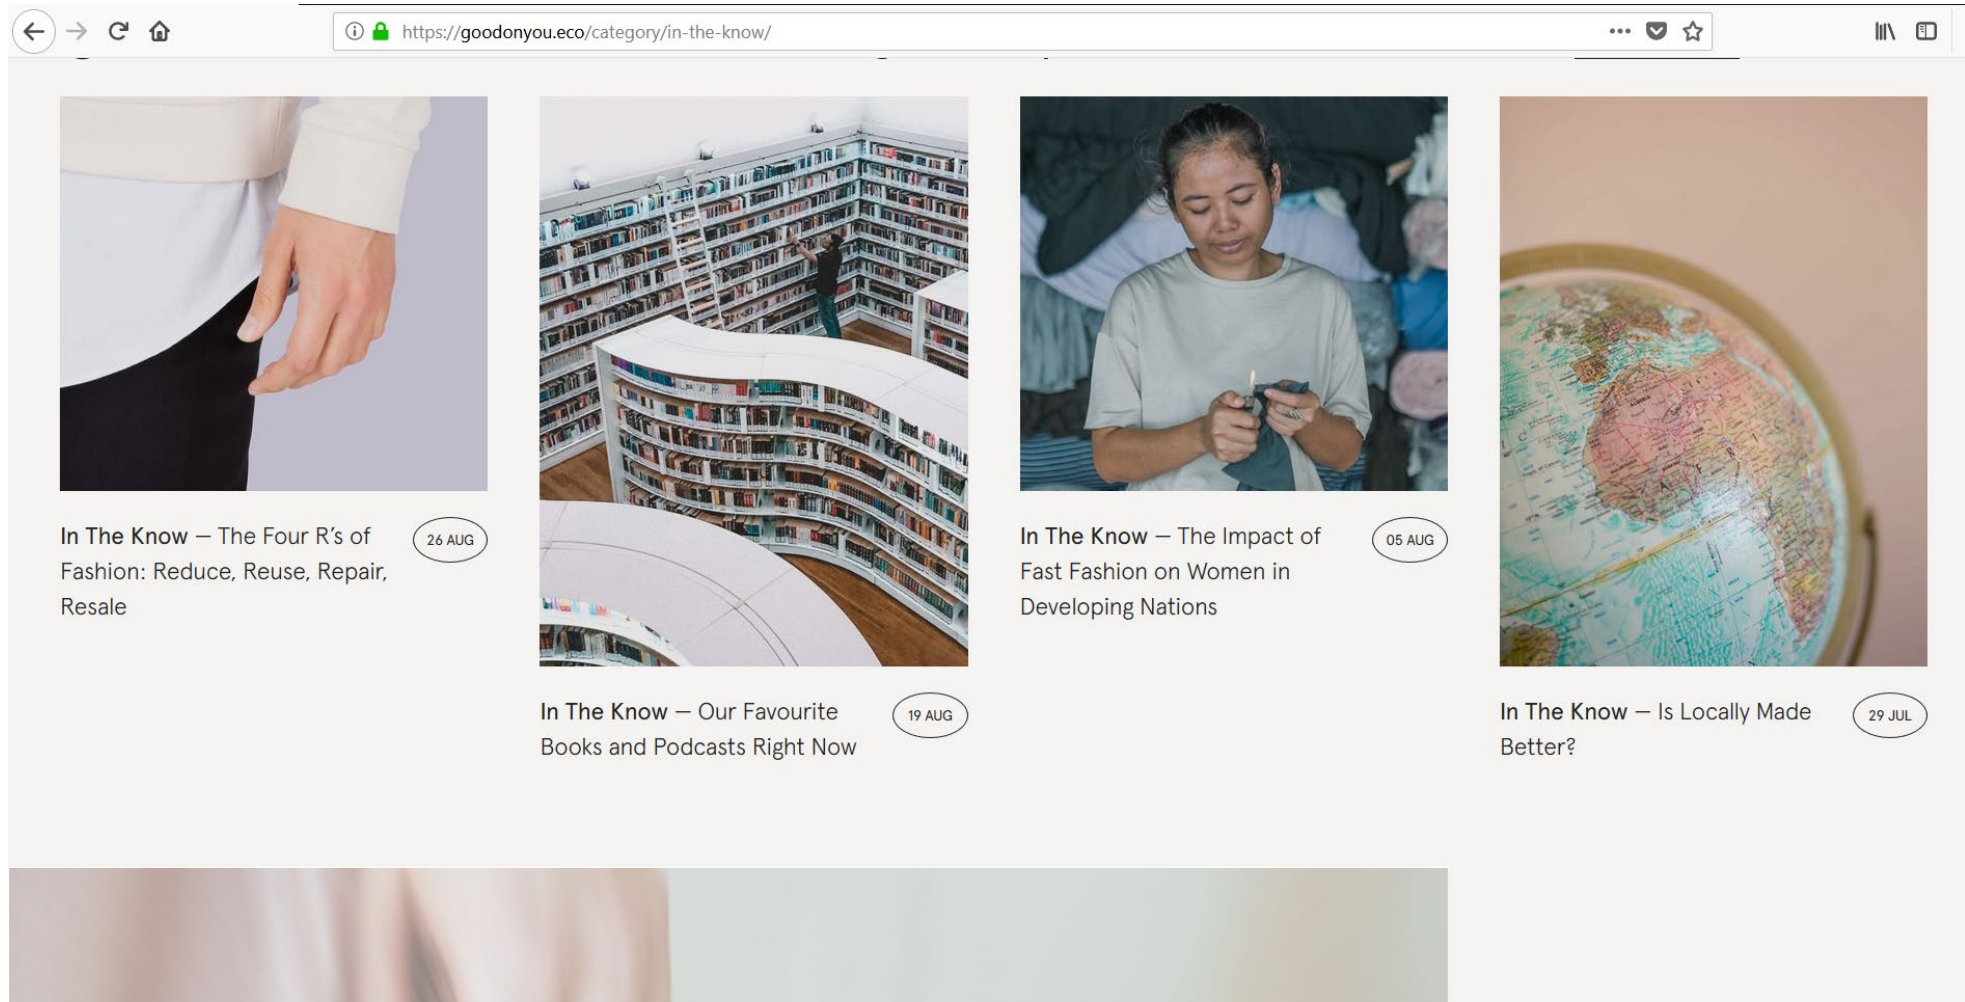 https://goodonyou.eco/category/in-the-know/
In The Know — The Four R's of
Fashion: Reduce, Reuse, Repair,
Resale
26 AUG
In The Know — Our Favourite
Books and Podcasts Right Now
19 AUG
In The Know — The Impact of
Fast Fashion on Women in
Developing Nations
05 AUG
In The Know — Is Locally Made
Better?
29 JUL